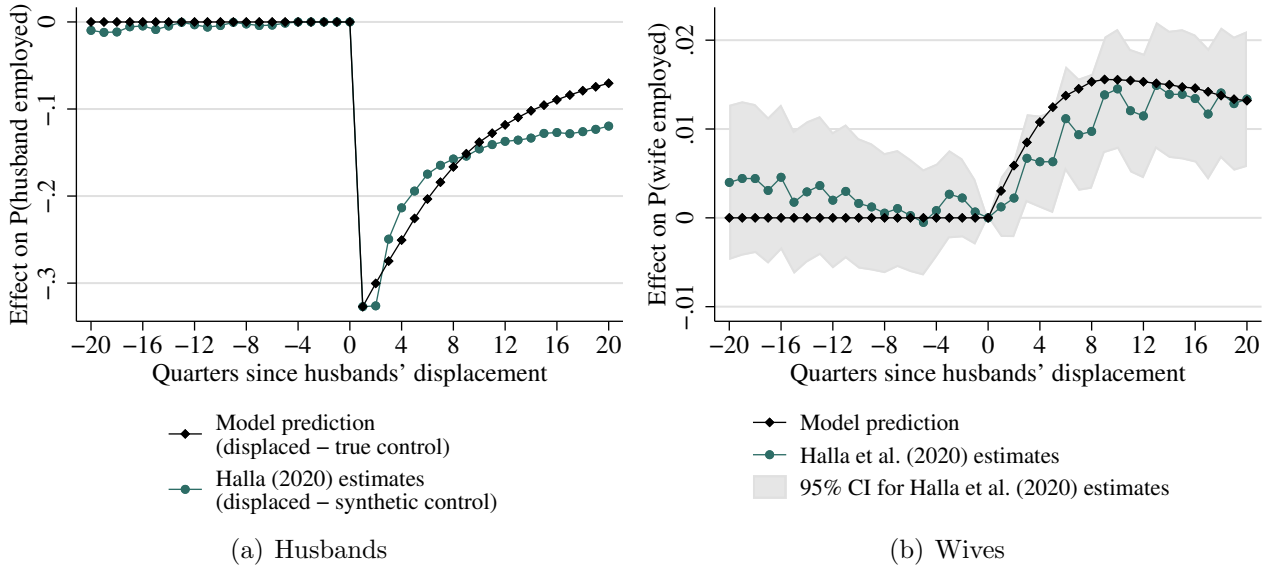 Effect on P(husband employed)
0
−.1
−.2
−.3
−20 −16 −12 −8 −4 0 4 8 12 16 20
Quarters since husbands’ displacement
Model prediction
(displaced − true control)
Halla (2020) estimates
(displaced − synthetic control)
(a) Husbands
Effect on P(wife employed)
.02
.01
0
−.01
−20 −16 −12 −8 −4 0 4 8 12 16 20
Quarters since husbands’ displacement
Model prediction
Halla et al. (2020) estimates
95% CI for Halla et al. (2020) estimates
(b) Wives